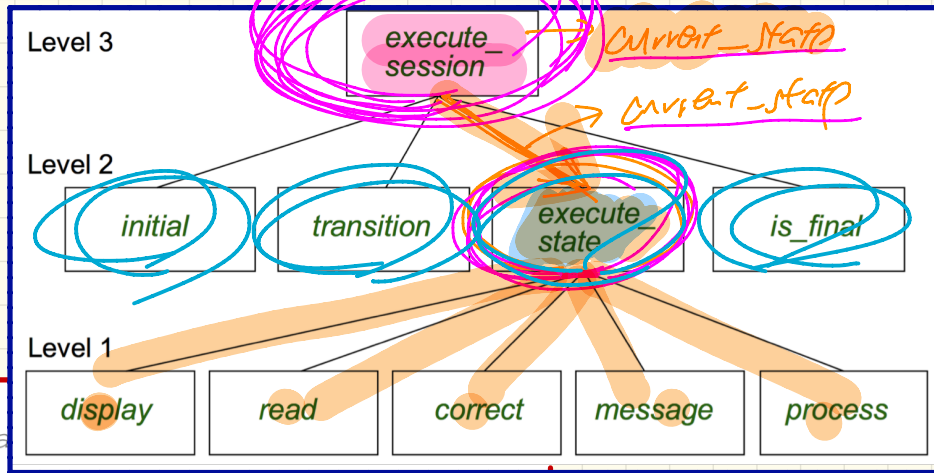 Level 3
execute_
session
current_state
current_state
Level 2
initial
transition
execute_
state
is_final
Level 1
display
read
correct
message
process